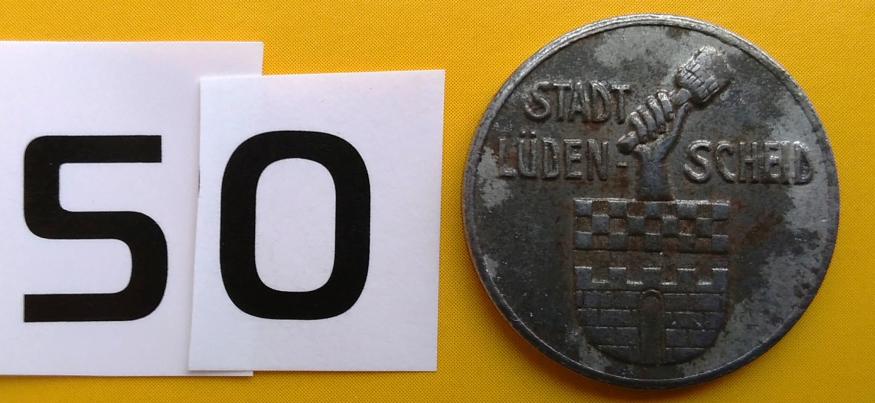 50
STADT
LÜDEN-SCHEID